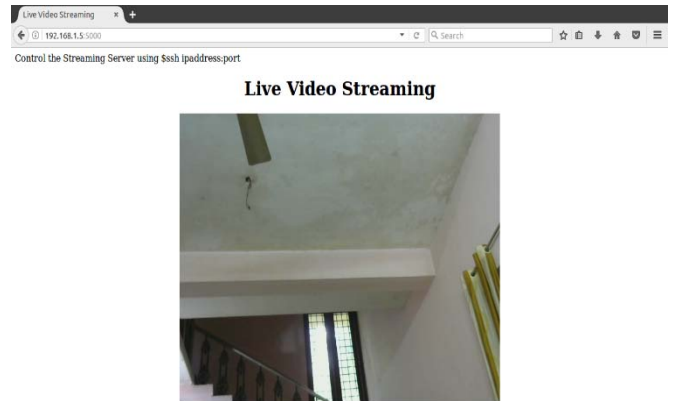 Live Video Streaming
192.168.1.5:5000
Search
Control the Streaming Server using $ssh ipaddress:port
Live Video Streaming